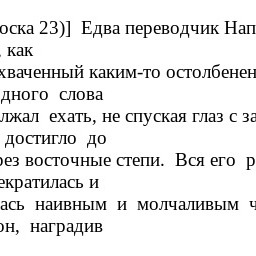 оска 23)] Едва переводчик Нап
, как
хваченный каким-то остолбенен
дного слова
лжал ехать, не спуская глаз с за
достигло до
рез восточные степи. Вся его р
екратилась и
ась наивным и молчаливым ч
он, наградив